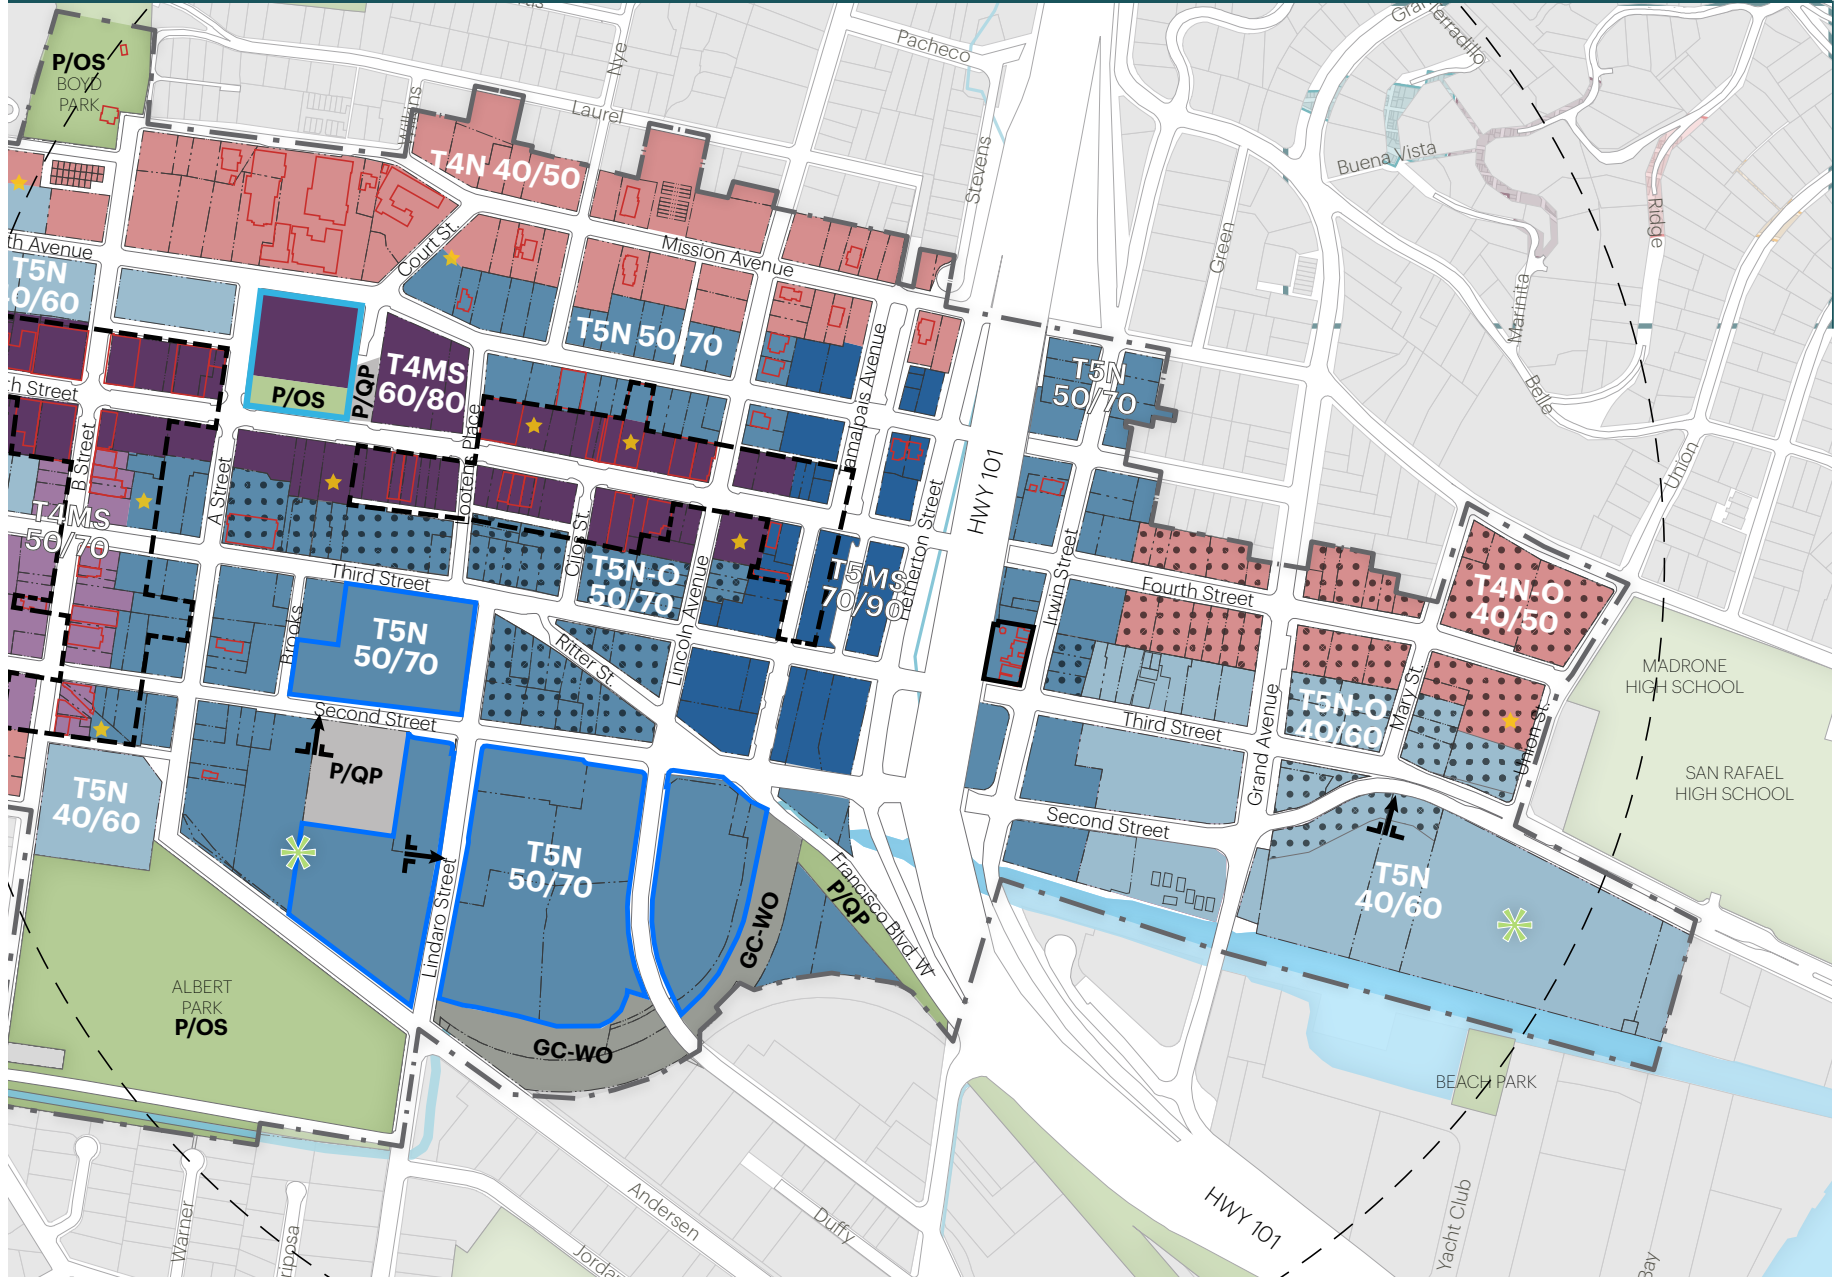 Pacheco
Nye
Laurel
Stevens
P/OS
BOYD
PARK
T4N 40/50
Buena Vista
Ridge
Green
Marinita
Court St.
Mission Avenue
th Avenue
T5N
40/60
T5N 50/70
T4MS
60/80
P/QP
P/OS
T5N
50/70
Belle
th Street
B Street
A Street
Tamalpais Avenue
HWY 101
Union
T4MS
50/70
Cijos St.
Third Street
T5N-O
50/70
Lincoln Avenue
T5MS
70/90
Hetherton Street
Irwin Street
Fourth Street
T4N-O
40/50
Brooks
T5N
50/70
Ritter St.
MADRONE
HIGH SCHOOL
Second Street
Third Street
Grand Avenue
T5N-O
40/60
Mary St.
Union St.
P/QP
T5N
40/60
SAN RAFAEL
HIGH SCHOOL
Second Street
T5N
50/70
Lindaro Street
Francisco Blvd. W
P/QP
GC-WO
T5N
40/60
ALBERT
PARK
P/OS
GC-WO
BEACH PARK
Warner
Andersen
Duffy
HWY 101
Yacht Club
Bay